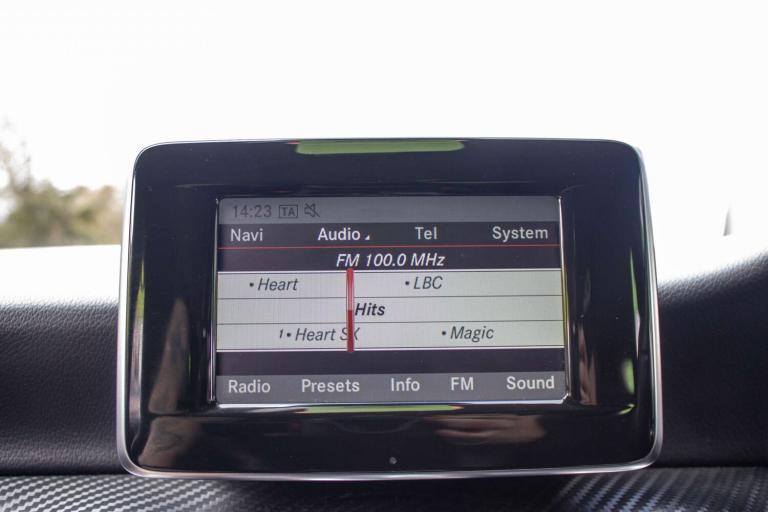 14:23 TA
Navi Audio Tel System
FM 100.0 MHz
• Heart • LBC
Hits
1 • Heart SX • Magic
Radio Presets Info FM Sound